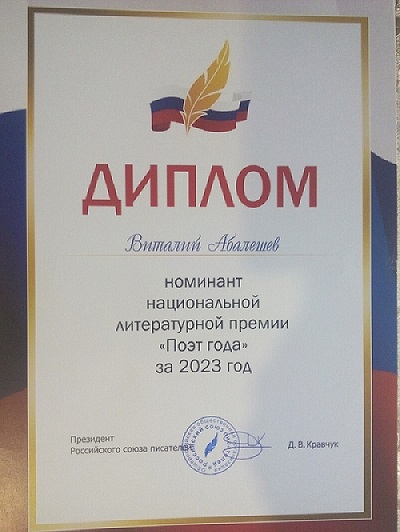 ДИПЛОМ
Виталий Абалешев
номинант
национальной
литературной премии
«Поэт года»
за 2023 год
Президент
Российского союза писателей
Д. В. Кравчук